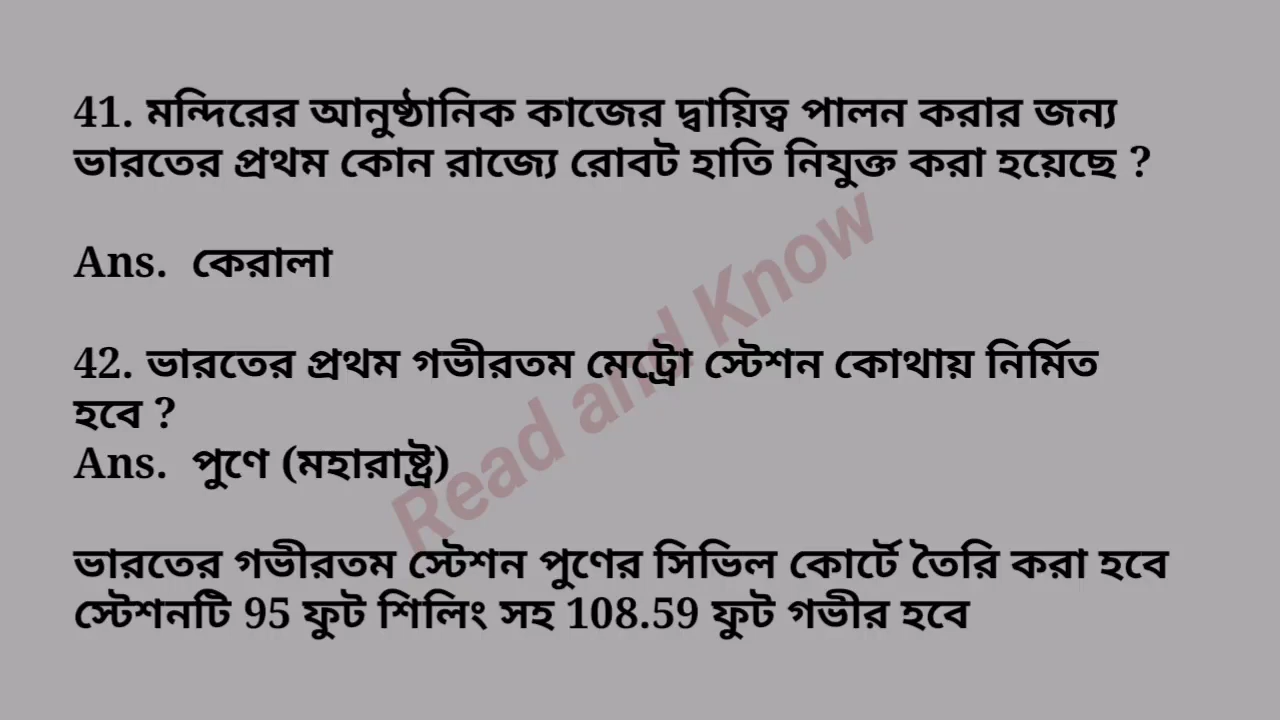 41. মন্দিরের আনুষ্ঠানিক কাজের দ্বায়িত্ব পালন করার জন্য
ভারতের প্রথম কোন রাজ্যে রোবট হাতি নিযুক্ত করা হয়েছে ?
Ans. কেরালা
42. ভারতের প্রথম গভীরতম মেট্রো স্টেশন কোথায় নির্মিত
হবে ?
Ans. পুণে (মহারাষ্ট্র)
ভারতের গভীরতম স্টেশন পুণের সিভিল কোর্টে তৈরি করা হবে
স্টেশনটি 95 ফুট শিলিং সহ 108.59 ফুট গভীর হবে
Read and Know